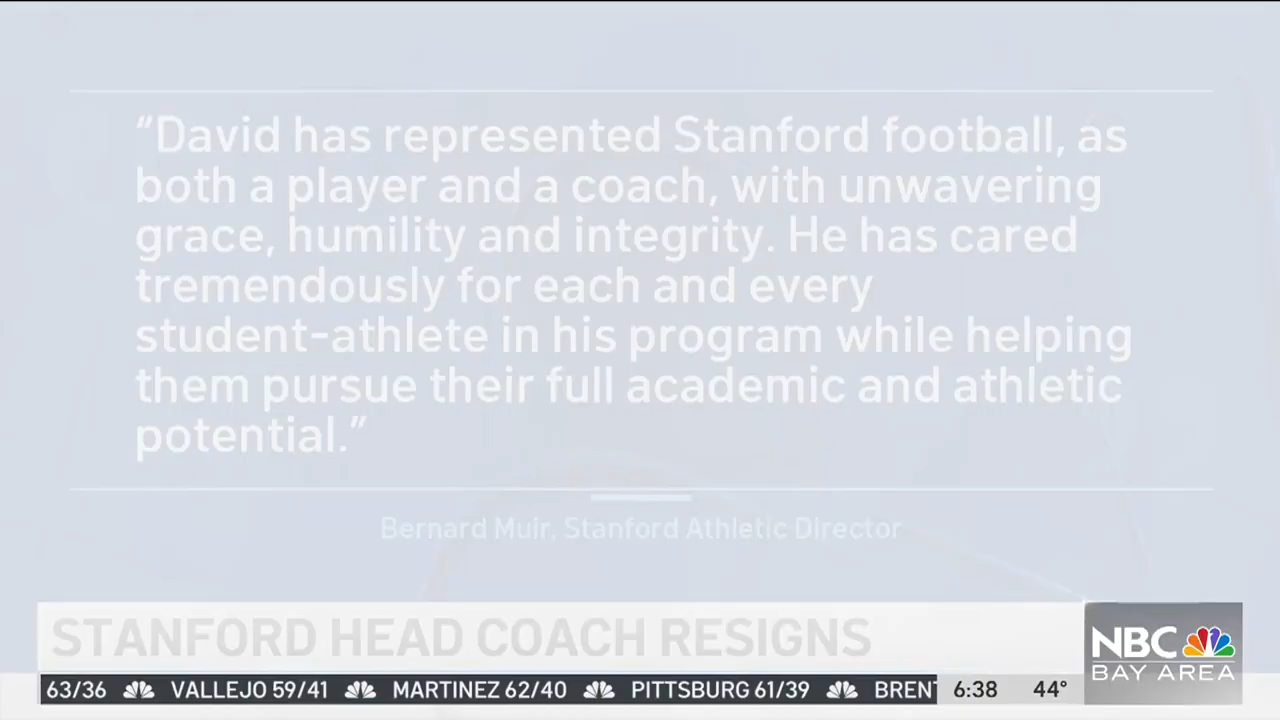 “David has represented Stanford football, as
both a player and a coach, with unwavering
grace, humility and integrity. He has cared
tremendously for each and every
student-athlete in his program while helping
them pursue their full academic and athletic
potential.”
Bernard Muir, Stanford Athletic Director
STANFORD HEAD COACH RESIGNS
NBC
BAY AREA
63/36 VALLEJO 59/41 MARTINEZ 62/40 PITTSBURG 61/39 BRENT 6:38 44°